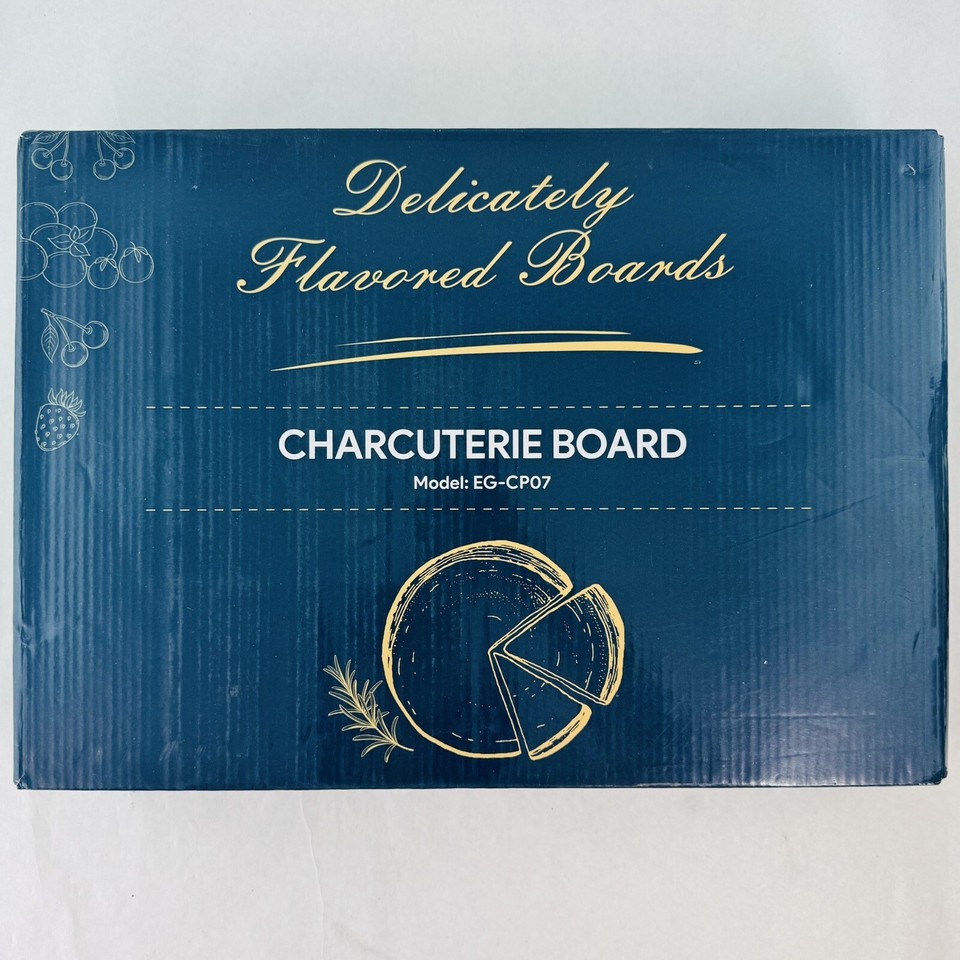 Delicately
Flavored Boards
CHARCUTERIE BOARD
Model: EG-CP07